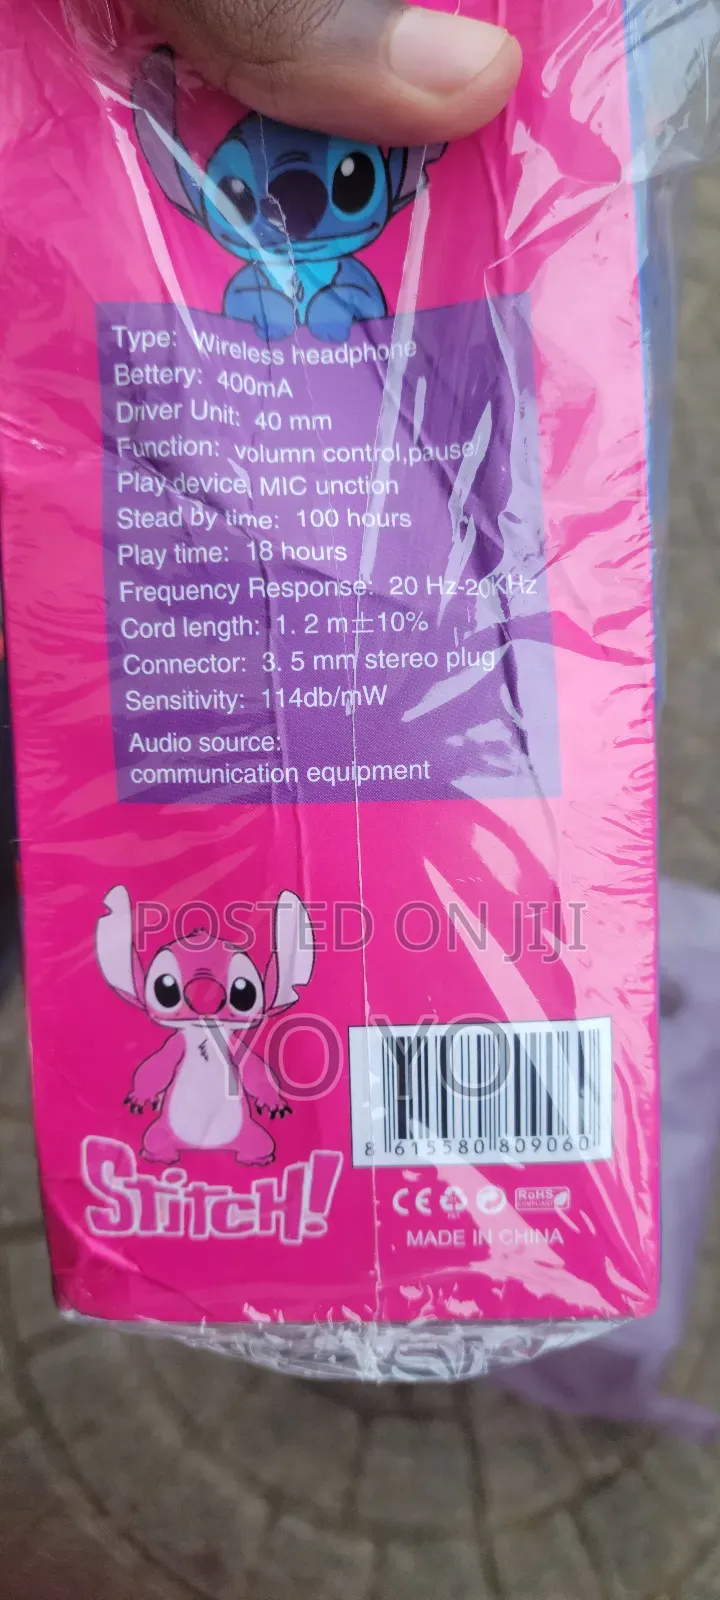 Type: Wireless headphone
Bettery: 400mA
Driver Unit: 40 mm
Function: volumn control,pause/
Play device, MIC unction
Stead by time: 100 hours
Play time: 18 hours
Frequency Response: 20 Hz-20KHz
Cord length: 1. 2 m±10%
Connector: 3. 5 mm stereo plug
Sensitivity: 114db/mW
Audio source:
communication equipment
POSTED ON JIJI
YO YO
8 615580 809060
STiTCH!
CE RoHS
COMPLIANT
MADE IN CHINA